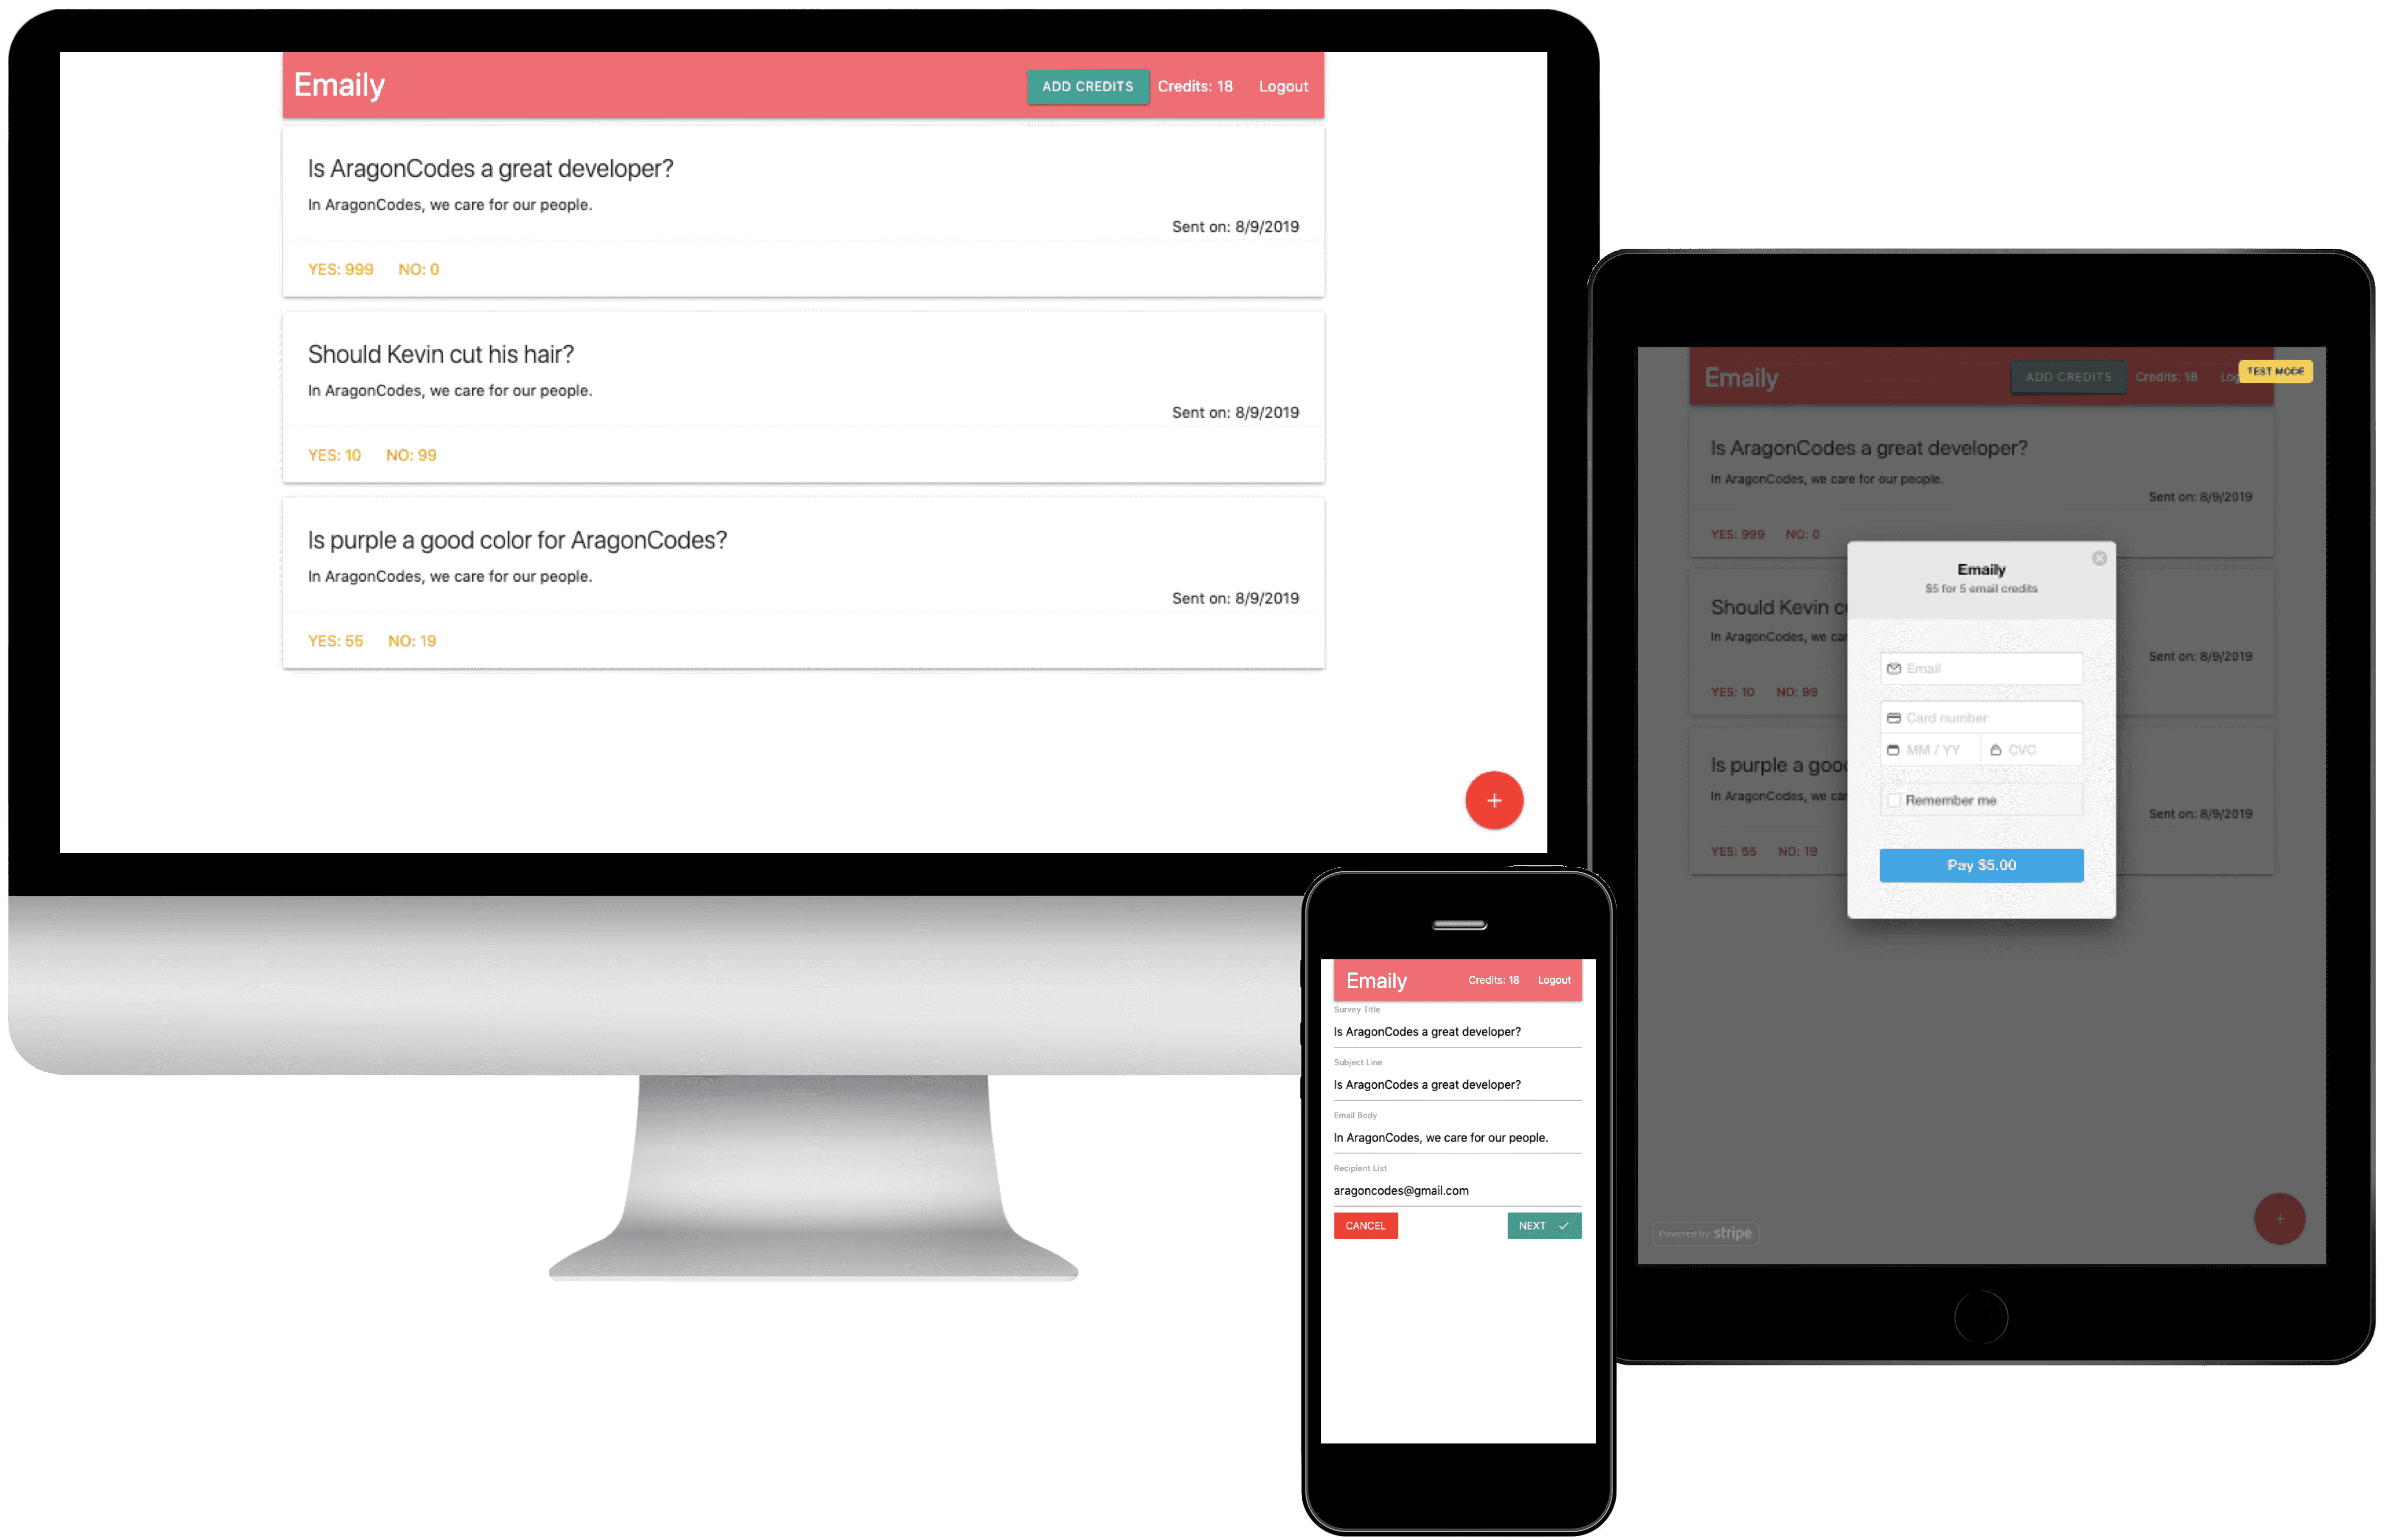 Emaily
ADD CREDITS Credits: 18 Logout
Is AragonCodes a great developer?
In AragonCodes, we care for our people.
Sent on: 8/9/2019
YES: 999 NO: 0
Should Kevin cut his hair?
In AragonCodes, we care for our people.
Sent on: 8/9/2019
YES: 10 NO: 99
Is purple a good color for AragonCodes?
In AragonCodes, we care for our people.
Sent on: 8/9/2019
YES: 55 NO: 19
+
Emaily
ADD CREDITS Credits: 18 Log
TEST MODE
Is AragonCodes a great developer?
In AragonCodes, we care for our people.
Sent on: 8/9/2019
YES: 999 NO: 0
Should Kevin c
In AragonCodes, we car
Sent on: 8/9/2019
YES: 10 NO: 99
Is purple a good
In AragonCodes, we car
Sent on: 8/9/2019
YES: 55 NO: 19
Emaily
$5 for 5 email credits
Email
Card number
MM / YY CVC
Remember me
Pay $5.00
Powered by stripe
+
Emaily Credits: 18 Logout
Survey Title
Is AragonCodes a great developer?
Subject Line
Is AragonCodes a great developer?
Email Body
In AragonCodes, we care for our people.
Recipient List
aragoncodes@gmail.com
CANCEL NEXT